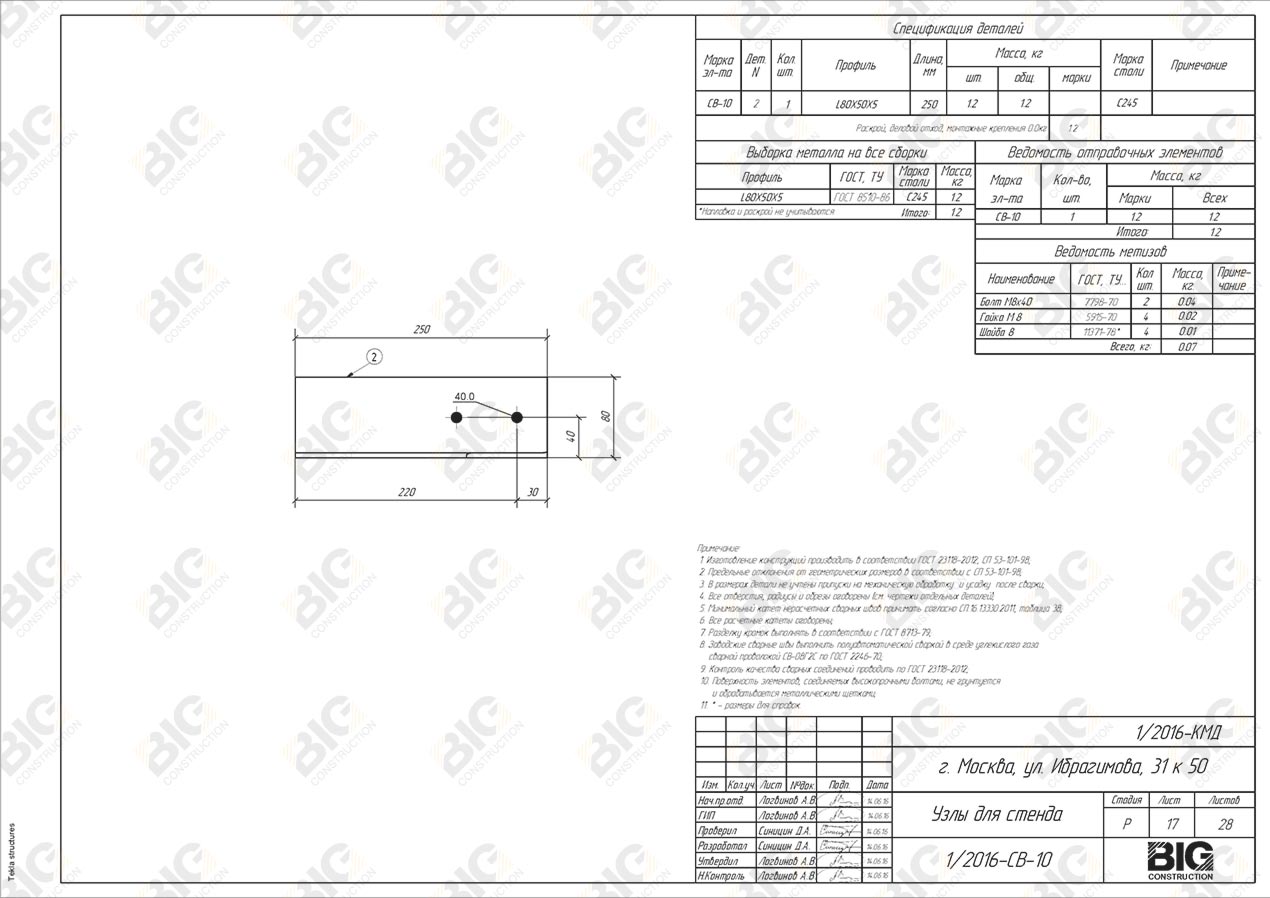 Спецификация деталей
Марка эл-та Дет. N Кол. шт. Профиль Длина, мм Масса, кг Марка стали Примечание
шт. общ. марки
СВ-10 2 1 L80X50X5 250 1.2 1.2 С245
Раскрой, деловой отход, монтажные крепления 0.0кг 1.2
Выборка металла на все сборки
Профиль ГОСТ, ТУ Марка стали Масса, кг
L80X50X5 ГОСТ 8510-86 С245 1.2
*Наплавка и раскрой не учитываются Итого: 1.2
Ведомость отправочных элементов
Марка эл-та Кол-во, шт. Масса, кг
Марки Всех
СВ-10 1 1.2 1.2
Итого: 1.2
Ведомость метизов
Наименование ГОСТ, ТУ... Кол шт. Масса, кг. Приме-чание
Болт М8х40 7798-70 2 0.04
Гайка М 8 5915-70 4 0.02
Шайба 8 11371-78* 4 0.01
Всего, кг: 0.07
250
2
40.0
40
80
220
30
Примечание
1. Изготовление конструкций производить в соответствии ГОСТ 23118-2012, СП 53-101-98;
2. Предельные отклонения от геометрических размеров в соответствии с СП 53-101-98;
3. В размерах детали не учтены припуски на механическую обработку и усадку после сварки;
4. Все отверстия, радиусы и обрезы оговорены (см. чертежи отдельных деталей);
5. Минимальный катет нерасчетных сварных швов принимать согласно СП 16.13330.2011, таблица 38;
6. Все расчетные катеты оговорены;
7. Разделку кромок выполнять в соответствии с ГОСТ 8713-79;
8. Заводские сварные швы выполнить полуавтоматической сваркой в среде углекислого газа
сварной проволокой СВ-08Г2С по ГОСТ 2246-70;
9. Контроль качества сварных соединений проводить по ГОСТ 23118-2012;
10. Поверхность элементов, соединяемых высокопрочными болтами, не грунтуется
и обрабатывается металлическими щетками;
11. * - размеры для справок
1/2016-КМД
г. Москва, ул. Ибрагимова, 31 к 50
Изм. Кол.уч Лист №док. Подп. Дата
Нач.пр.отд. Логвинов А.В. 14.06.16
ГИП Логвинов А.В. 14.06.16
Проверил Синицин Д.А. 14.06.16
Разработал Синицин Д.А. 14.06.16
Утвердил Логвинов А.В. 14.06.16
Н.Контроль Логвинов А.В. 14.06.16
Узлы для стенда
Стадия Лист Листов
Р 17 28
1/2016-СВ-10
BIG
CONSTRUCTION
Tekla structures